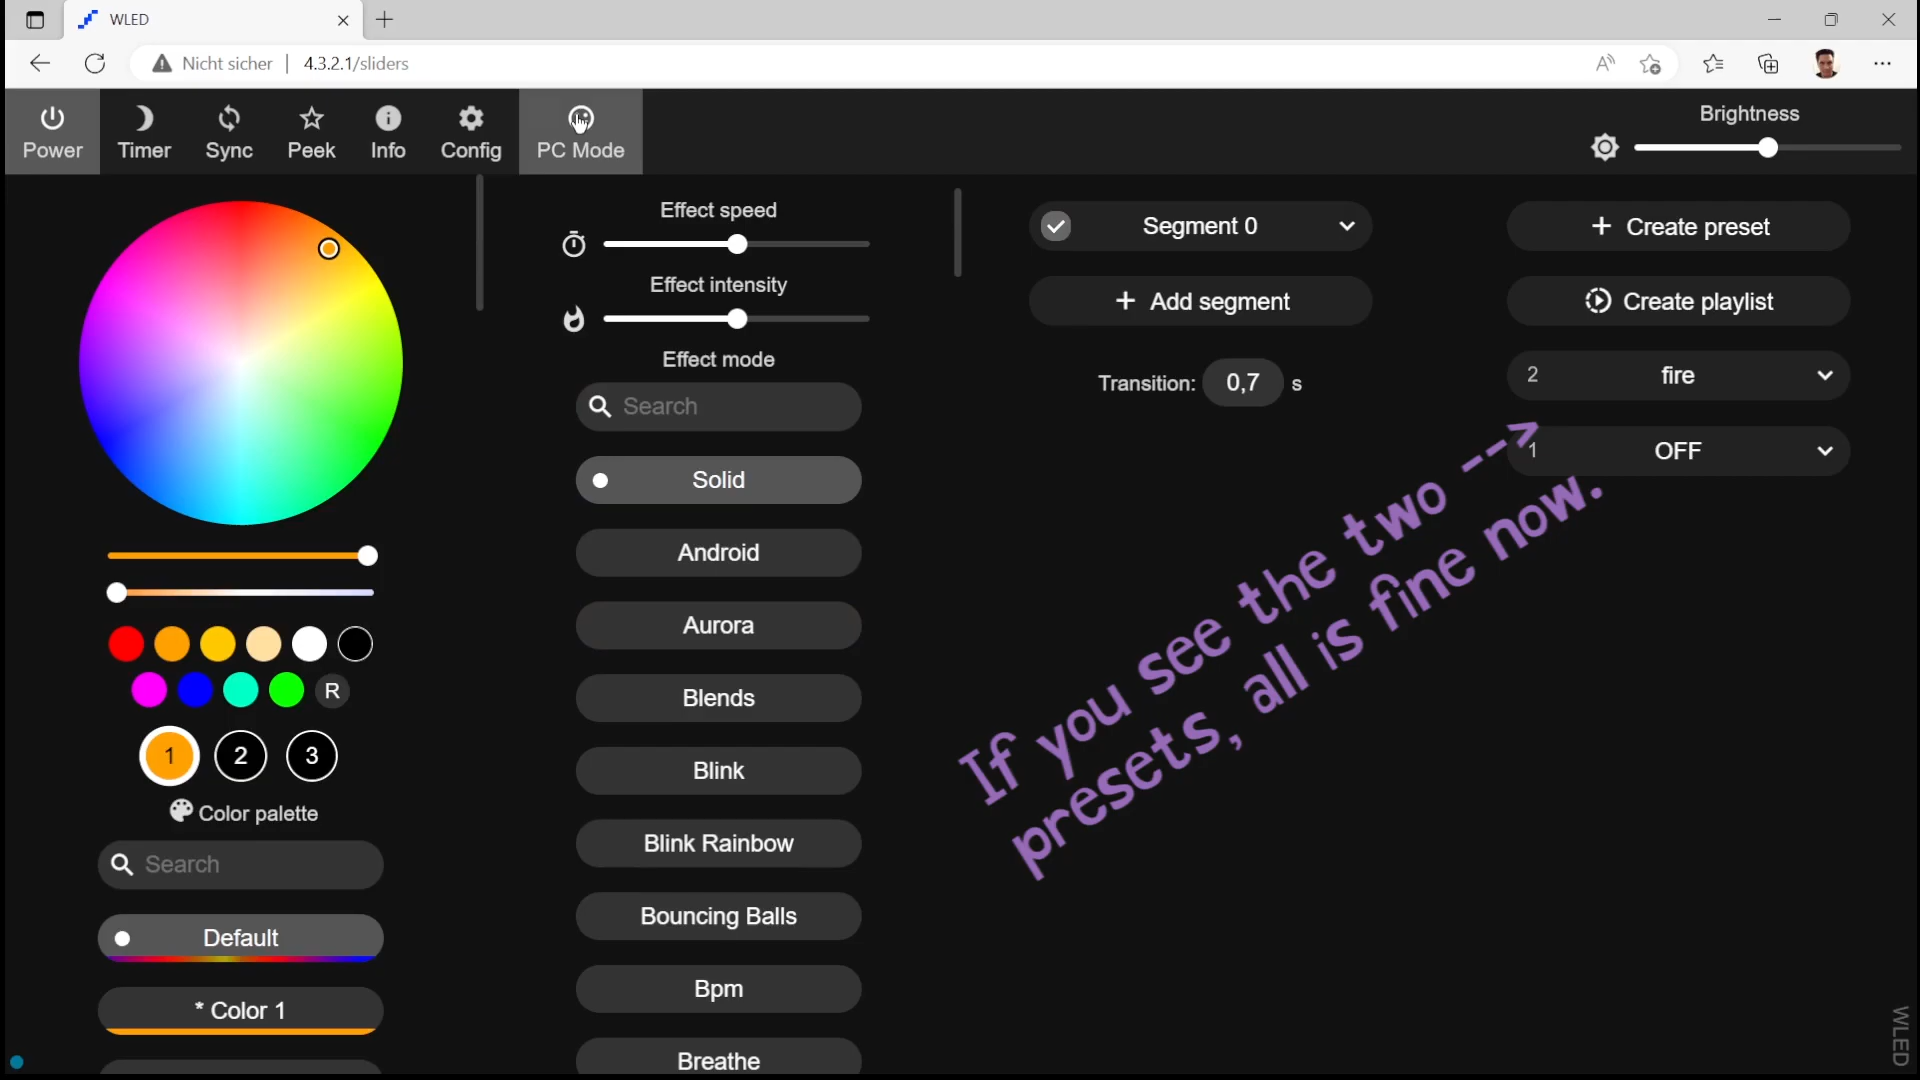 WLED
Nicht sicher | 4.3.2.1/sliders
Power
Timer
Sync
Peek
Info
Config
PC Mode
Brightness
R
1
2
3
Color palette
Search
Default
* Color 1
Effect speed
Effect intensity
Effect mode
Search
Solid
Android
Aurora
Blends
Blink
Blink Rainbow
Bouncing Balls
Bpm
Breathe
Segment 0
+ Add segment
Transition: 0,7 s
+ Create preset
Create playlist
2 fire
1 OFF
If you see the two -->
presets, all is fine now.
WLED